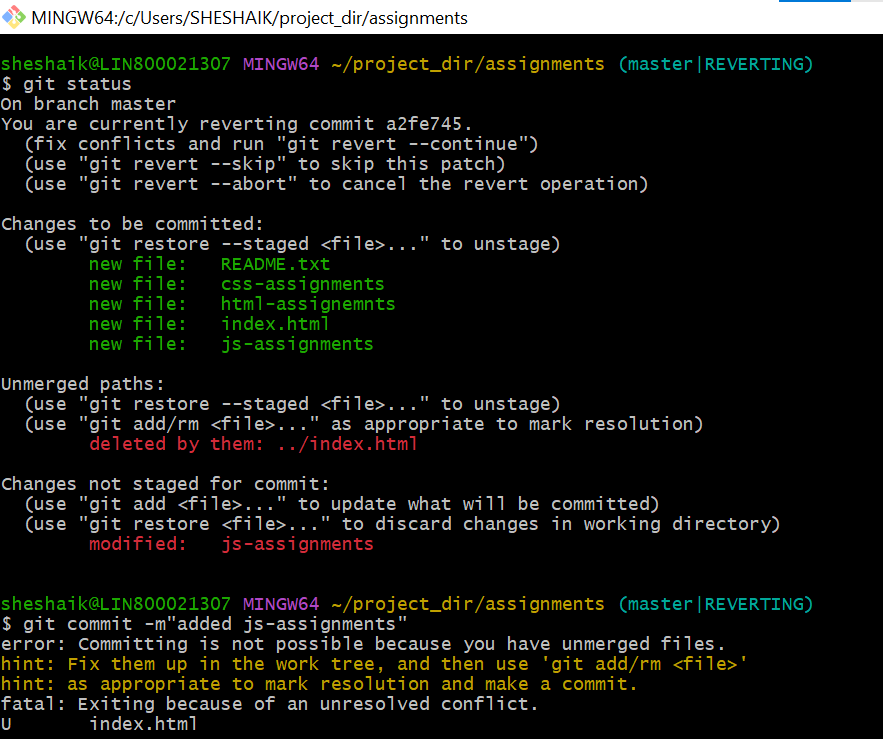 MINGW64:/c/Users/SHESHAIK/project_dir/assignments
sheshaik@LIN800021307 MINGW64 ~/project_dir/assignments (master|REVERTING)
$ git status
On branch master
You are currently reverting commit a2fe745.
  (fix conflicts and run "git revert --continue")
  (use "git revert --skip" to skip this patch)
  (use "git revert --abort" to cancel the revert operation)
Changes to be committed:
  (use "git restore --staged <file>..." to unstage)
        new file:   README.txt
        new file:   css-assignments
        new file:   html-assignemnts
        new file:   index.html
        new file:   js-assignments
Unmerged paths:
  (use "git restore --staged <file>..." to unstage)
  (use "git add/rm <file>..." as appropriate to mark resolution)
        deleted by them: ../index.html
Changes not staged for commit:
  (use "git add <file>..." to update what will be committed)
  (use "git restore <file>..." to discard changes in working directory)
        modified:   js-assignments
sheshaik@LIN800021307 MINGW64 ~/project_dir/assignments (master|REVERTING)
$ git commit -m"added js-assignments"
error: Committing is not possible because you have unmerged files.
hint: Fix them up in the work tree, and then use 'git add/rm <file>'
hint: as appropriate to mark resolution and make a commit.
fatal: Exiting because of an unresolved conflict.
U       index.html